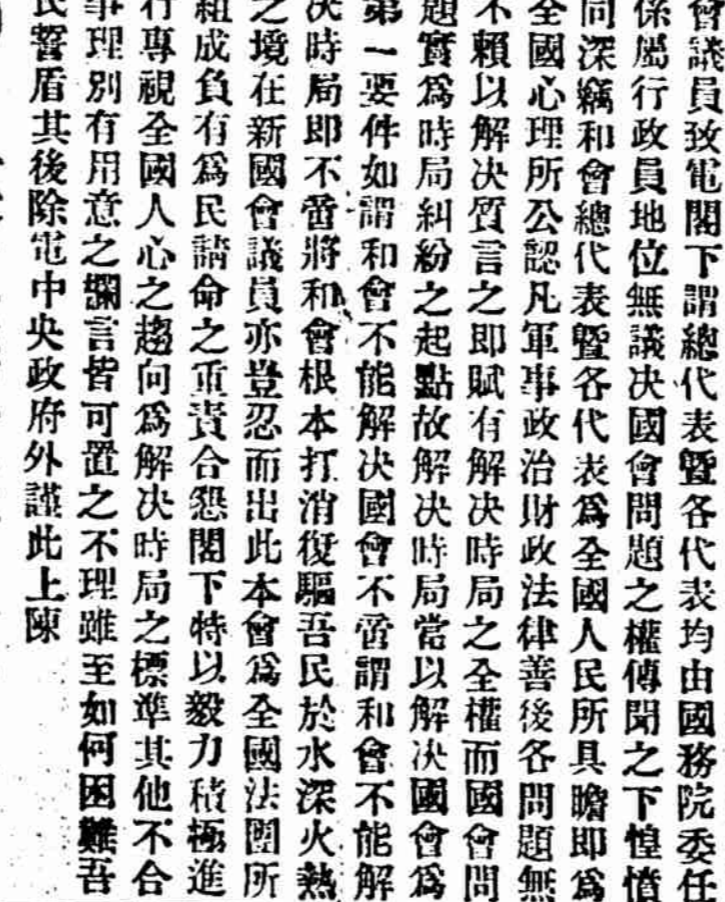 會議員致電閣下謂總代表曁各代表均由國務院委任
係屬行政員地位無議决國會問題之權傳聞之下惶憤
同深竊和會總代表曁各代表爲全國人民所具瞻卽爲
全國心理所公認凡軍事政治財政法律善後各問題無
不賴以解决質言之卽賦有解决時局之全權而國會問
題實爲時局糾紛之起點故解决時局當以解决國會爲
第一要件如謂和會不能解决國會不啻謂和會不能解
决時局卽不啻將和會根本打消復驅吾民於水深火熱
之境在新國會議員亦豈忍而出此本會爲全國法團所
組成負有爲民請命之重責合懇閣下特以毅力積極進
行專視全國人心之趨向爲解决時局之標準其他不合
事理別有用意之讕言皆可置之不理雖至如何困難吾
民誓盾其後除電中央政府外謹此上陳